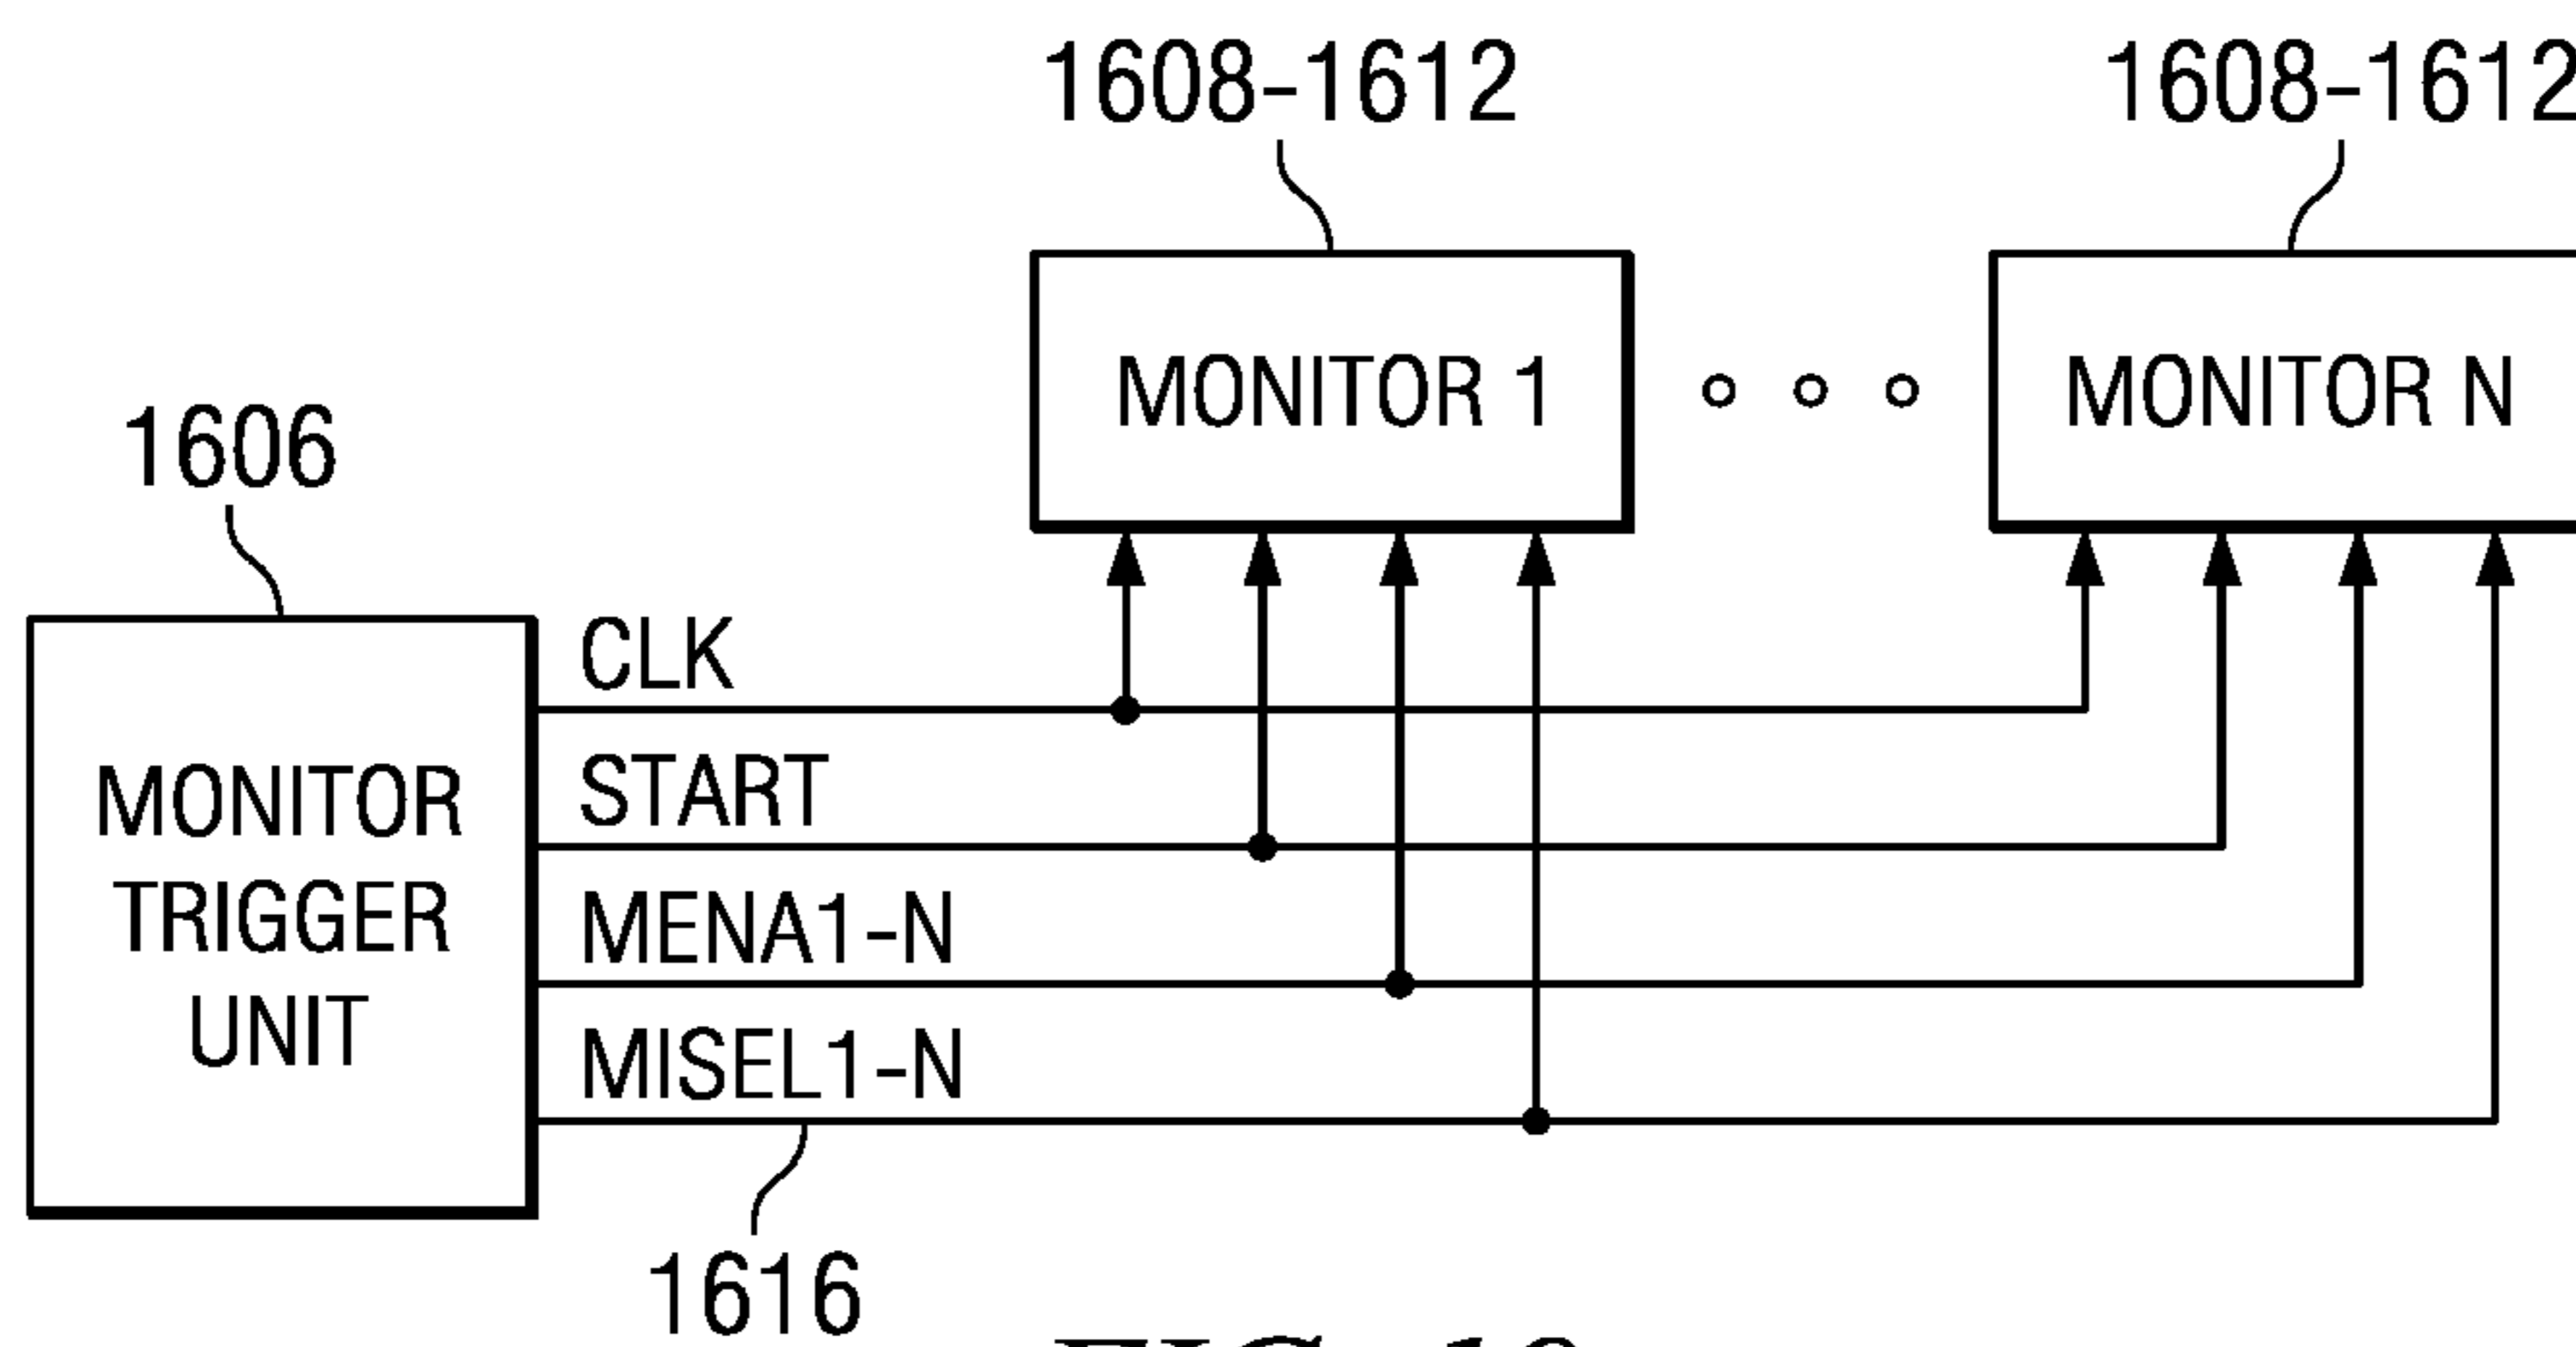 1608-1612
1608-1612
MONITOR 1
MONITOR N
1606
MONITOR
TRIGGER
UNIT
CLK
START
MENA1-N
MISEL1-N
1616